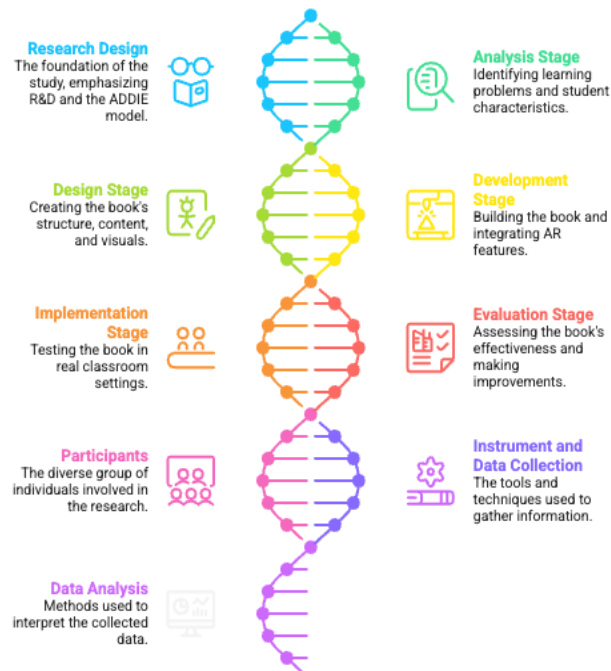 Research Design
The foundation of the
study, emphasizing
R&D and the ADDIE
model.
Analysis Stage
Identifying learning
problems and student
characteristics.
Design Stage
Creating the book's
structure, content,
and visuals.
Development
Stage
Building the book and
integrating AR
features.
Implementation
Stage
Testing the book in
real classroom
settings.
Evaluation Stage
Assessing the book's
effectiveness and
making
improvements.
Participants
The diverse group of
individuals involved in
the research.
Instrument and
Data Collection
The tools and
techniques used to
gather information.
Data Analysis
Methods used to
interpret the collected
data.